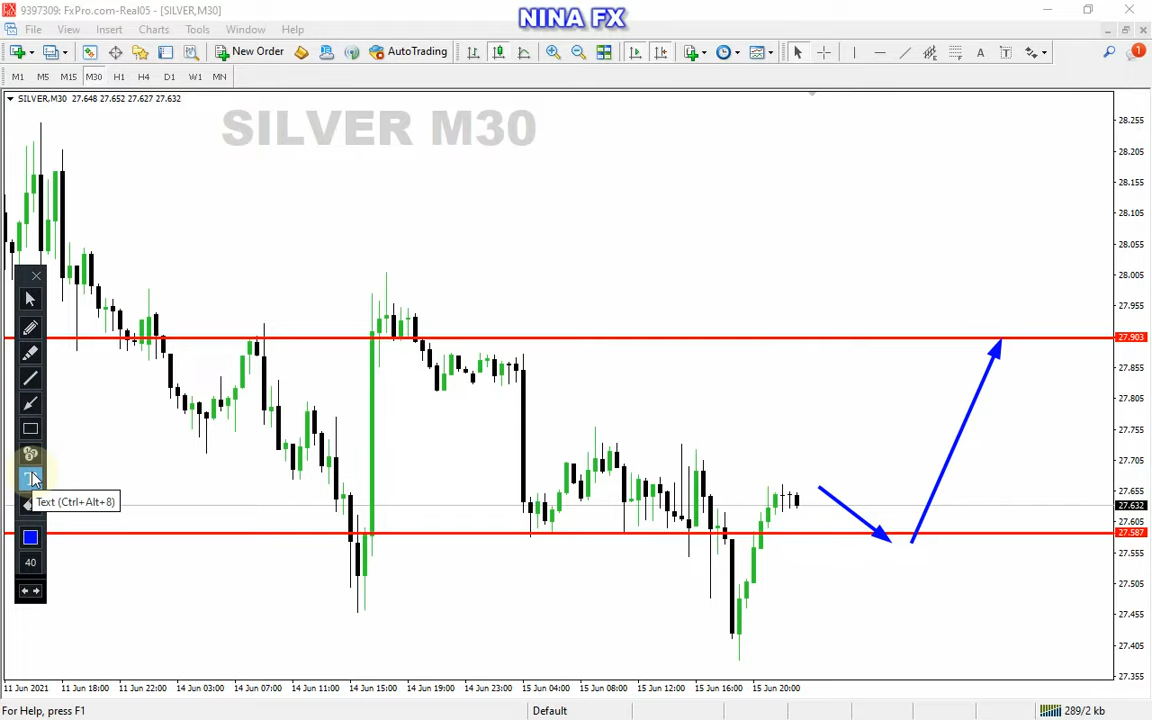 9397309: FxPro.com-Real05 - [SILVER,M30]
NINA FX
File View Insert Charts Tools Window Help
New Order
AutoTrading
1
M1 M5 M15 M30 H1 H4 D1 W1 MN
SILVER,M30 27.648 27.652 27.627 27.632
SILVER M30
28.255
28.205
28.155
28.105
28.055
28.005
27.955
27.903
27.855
27.805
27.755
27.705
27.655
27.632
27.605
27.587
27.555
27.505
27.455
27.405
27.355
Text (Ctrl+Alt+8)
40
11 Jun 2021 11 Jun 18:00 11 Jun 22:00 14 Jun 03:00 14 Jun 07:00 14 Jun 11:00 14 Jun 15:00 14 Jun 19:00 14 Jun 23:00 15 Jun 04:00 15 Jun 08:00 15 Jun 12:00 15 Jun 16:00 15 Jun 20:00
For Help, press F1
Default
289/2 kb